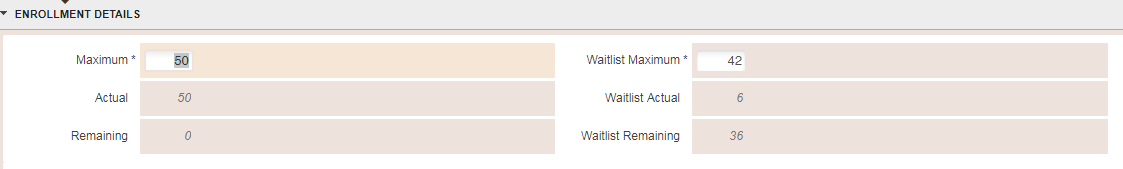 ENROLLMENT DETAILS
Maximum * 50 Waitlist Maximum * 42
Actual 50 Waitlist Actual 6
Remaining 0 Waitlist Remaining 36